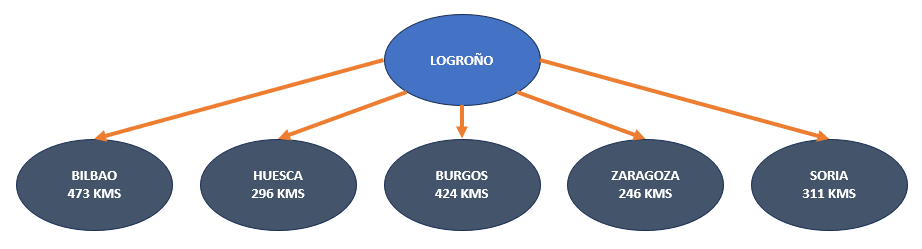 LOGROÑO
BILBAO
473 KMS
HUESCA
296 KMS
BURGOS
424 KMS
ZARAGOZA
246 KMS
SORIA
311 KMS